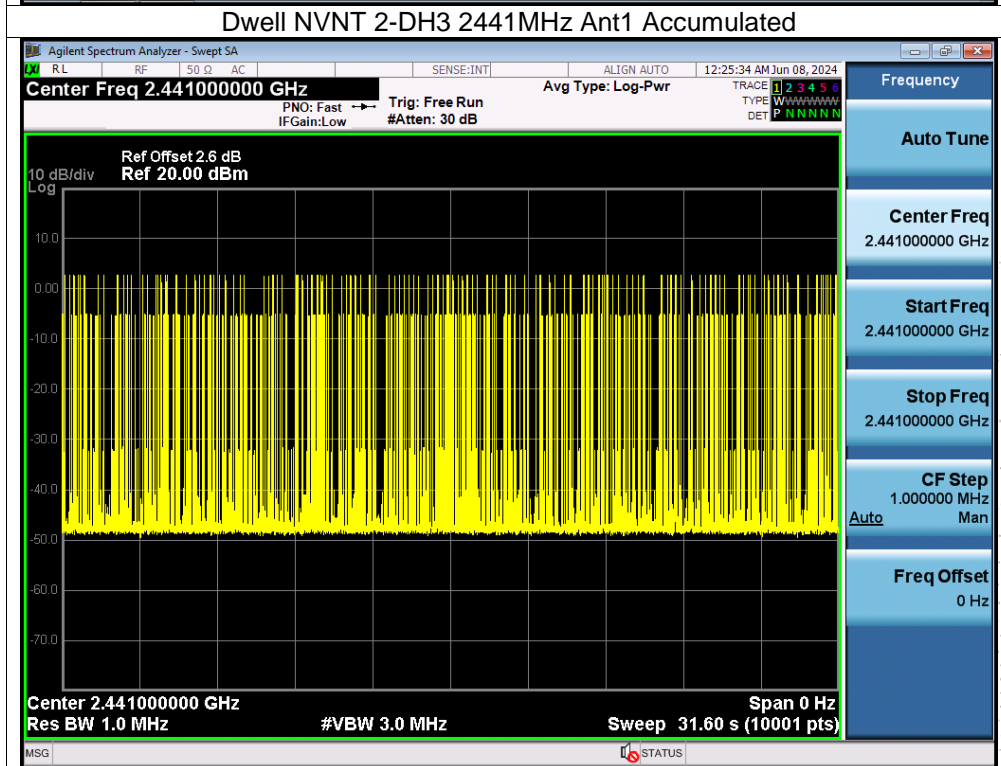 Dwell NVNT 2-DH3 2441MHz Ant1 Accumulated
Agilent Spectrum Analyzer - Swept SA
LXI RL RF 50 Ω AC SENSE:INT ALIGN AUTO 12:25:34 AM Jun 08, 2024
Center Freq 2.441000000 GHz
PNO: Fast
IFGain:Low
Trig: Free Run
#Atten: 30 dB
Avg Type: Log-Pwr
TRACE 1 2 3 4 5 6
TYPE WWWWWWW
DET P N N N N N
Frequency
Auto Tune
Center Freq
2.441000000 GHz
Start Freq
2.441000000 GHz
Stop Freq
2.441000000 GHz
CF Step
1.000000 MHz
Auto Man
Freq Offset
0 Hz
Ref Offset 2.6 dB
10 dB/div Ref 20.00 dBm
Log
10.0
0.00
-10.0
-20.0
-30.0
-40.0
-50.0
-60.0
-70.0
Center 2.441000000 GHz Span 0 Hz
Res BW 1.0 MHz #VBW 3.0 MHz Sweep 31.60 s (10001 pts)
MSG STATUS